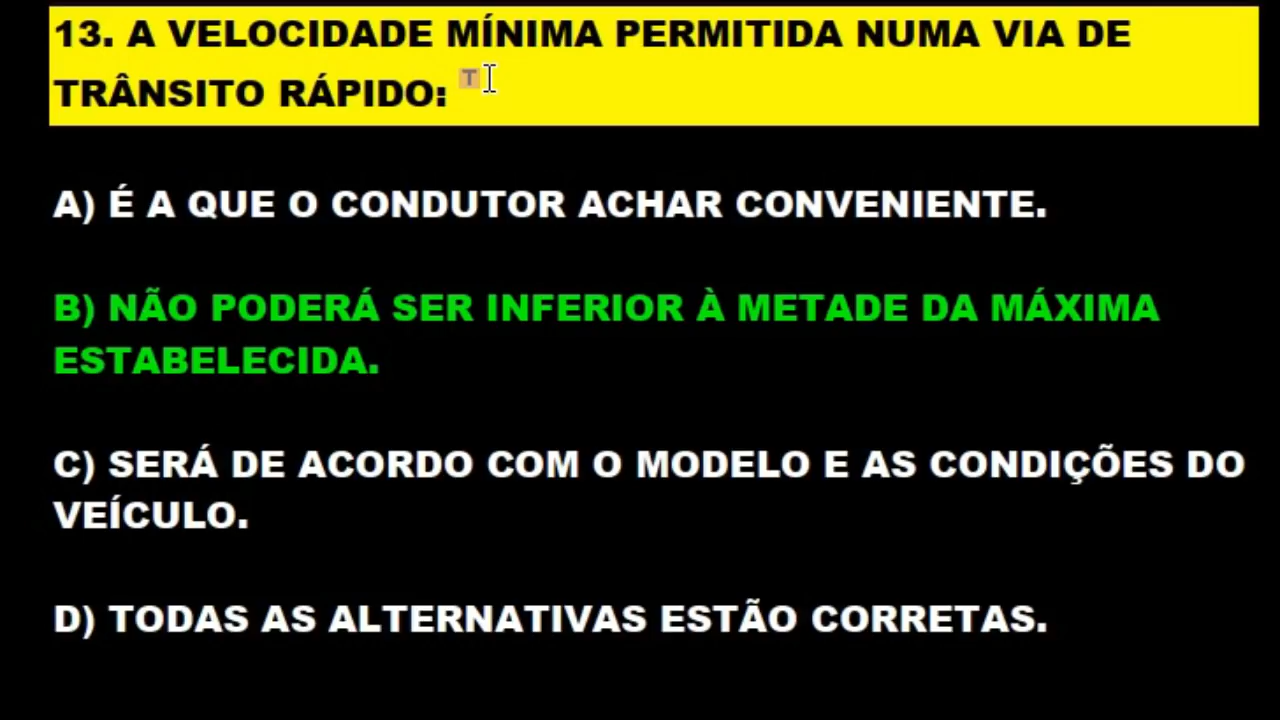 13. A VELOCIDADE MÍNIMA PERMITIDA NUMA VIA DE
TRÂNSITO RÁPIDO: T
A) É A QUE O CONDUTOR ACHAR CONVENIENTE.
B) NÃO PODERÁ SER INFERIOR À METADE DA MÁXIMA
ESTABELECIDA.
C) SERÁ DE ACORDO COM O MODELO E AS CONDIÇÕES DO
VEÍCULO.
D) TODAS AS ALTERNATIVAS ESTÃO CORRETAS.